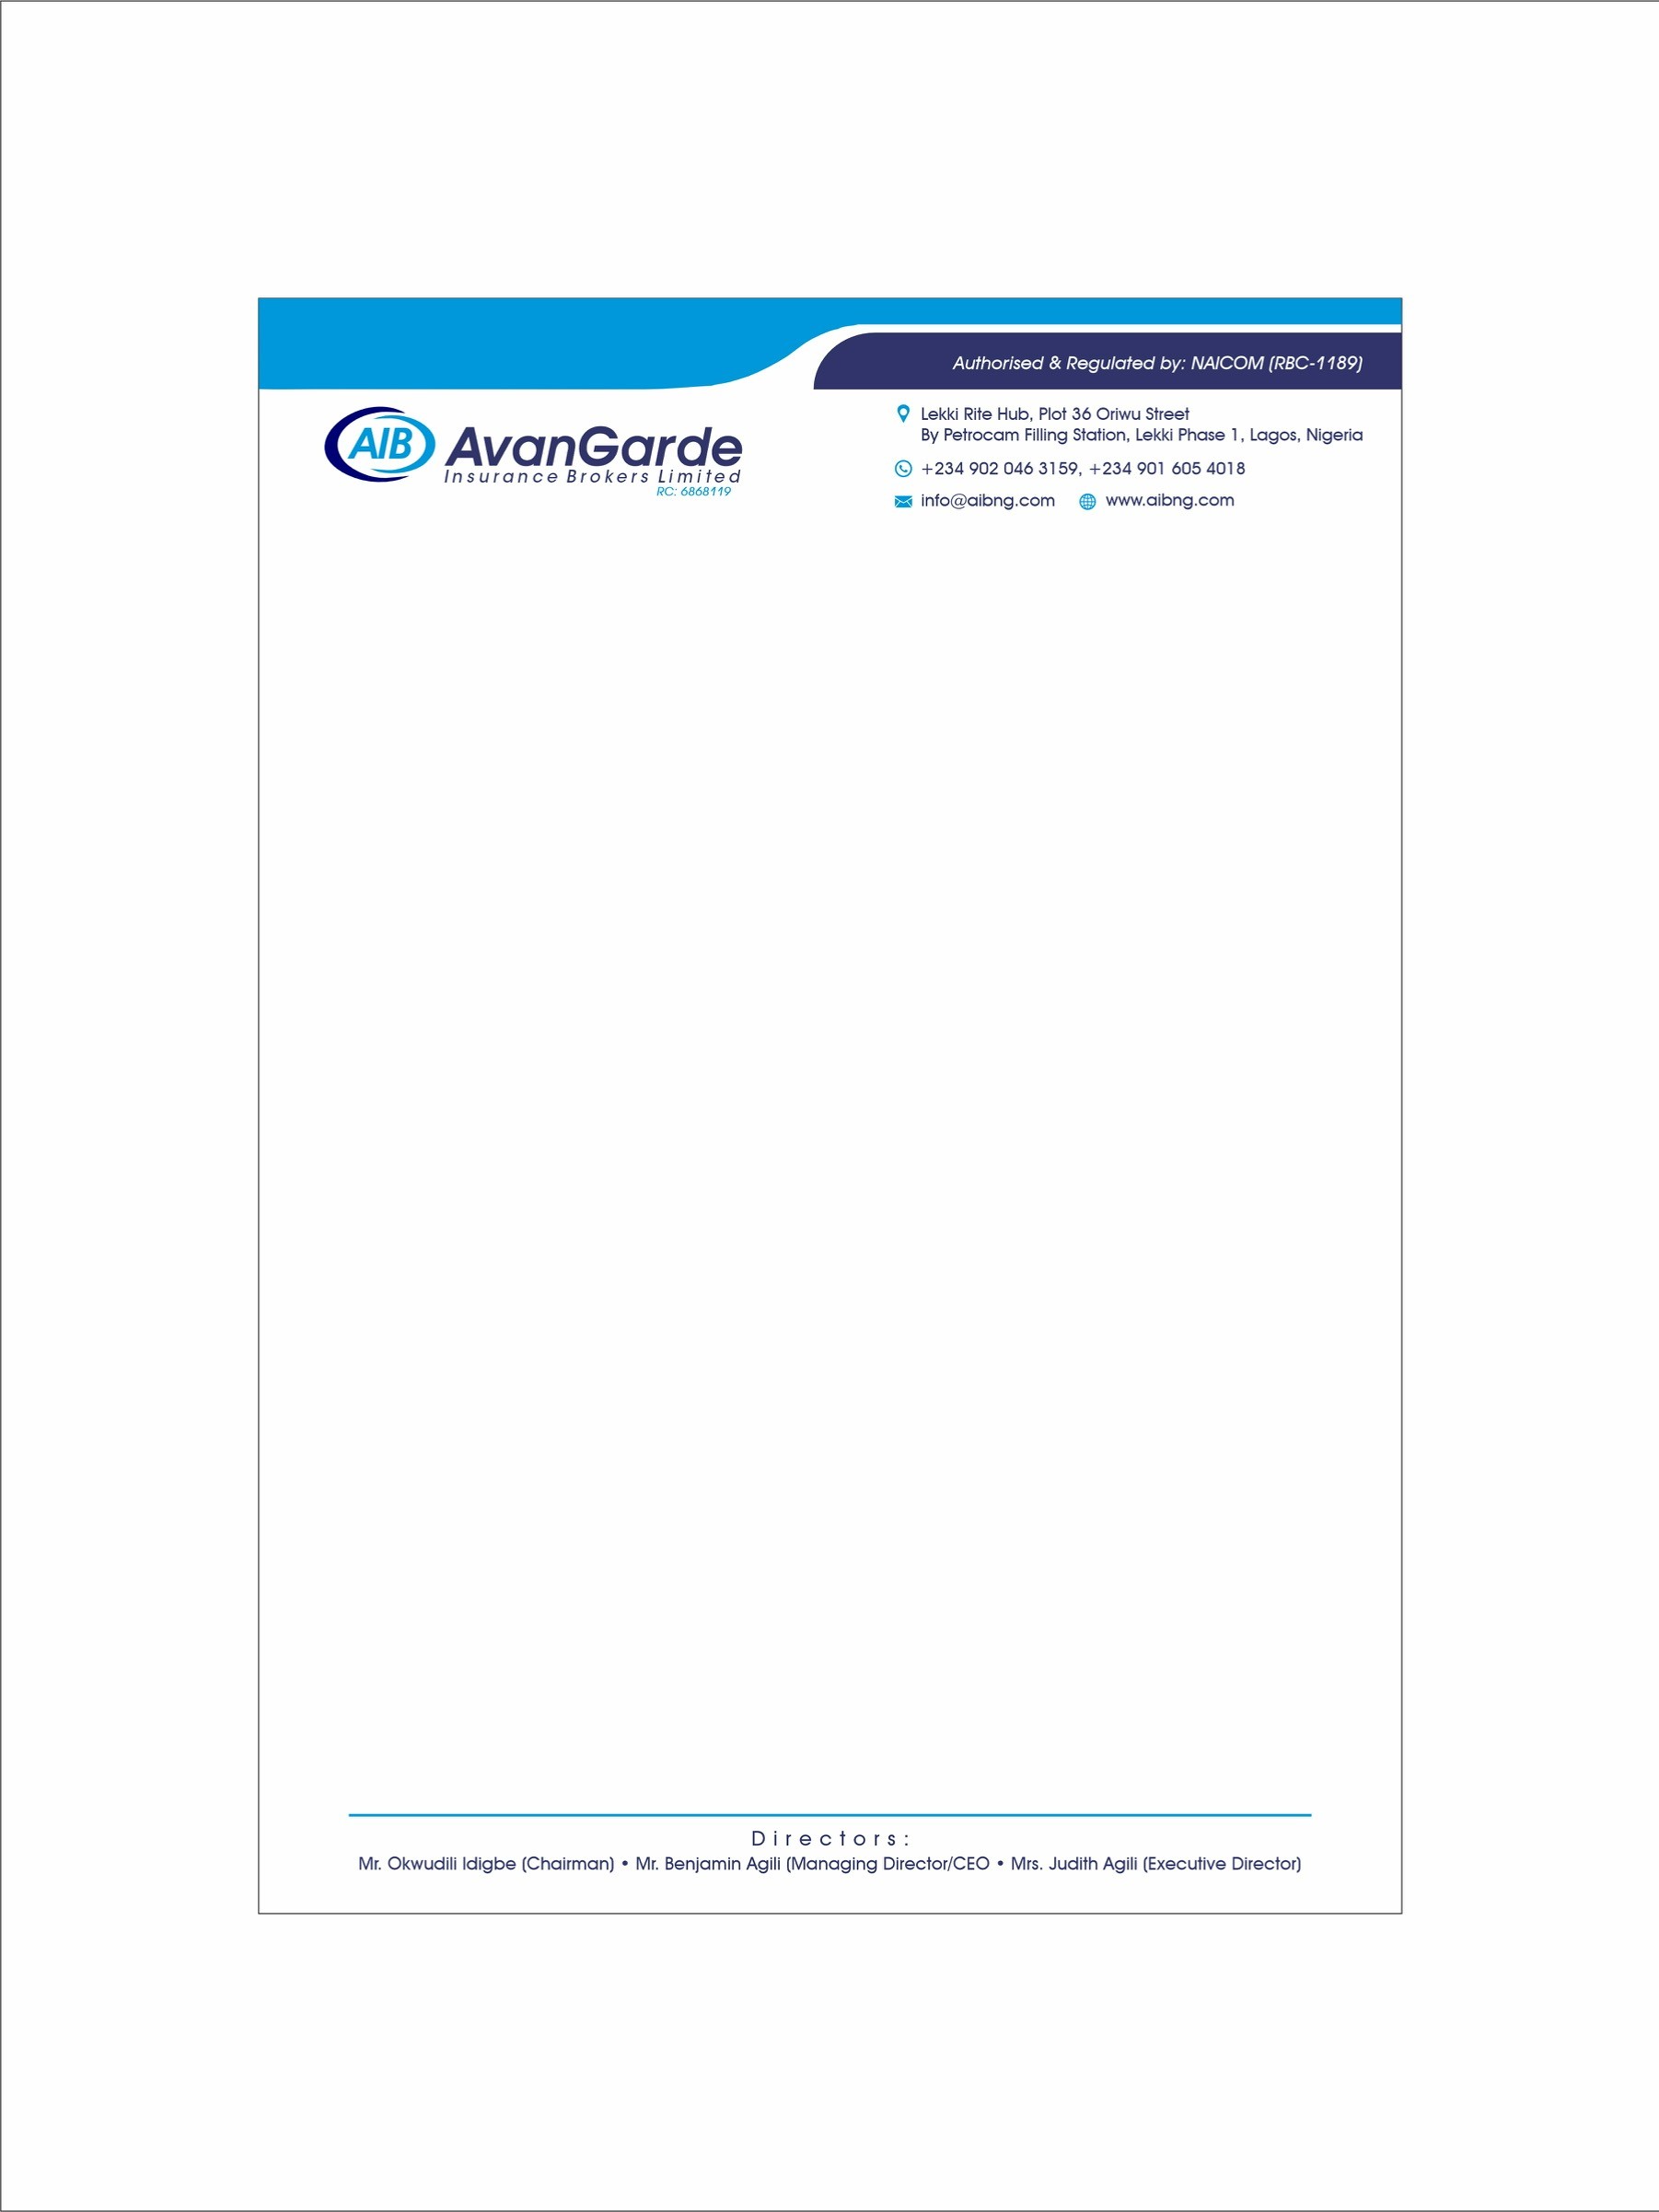 Authorised & Regulated by: NAICOM (RBC-1189)
AIB AvanGarde
Insurance Brokers Limited
RC: 6868119
Lekki Rite Hub, Plot 36 Oriwu Street
By Petrocam Filling Station, Lekki Phase 1, Lagos, Nigeria
+234 902 046 3159, +234 901 605 4018
info@aibng.com www.aibng.com
Directors:
Mr. Okwudili Idigbe (Chairman) • Mr. Benjamin Agili (Managing Director/CEO • Mrs. Judith Agili (Executive Director)